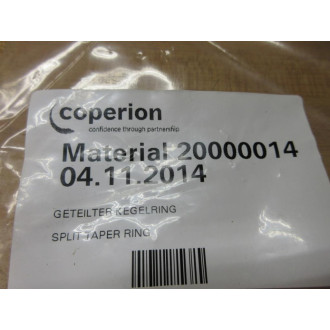 coperion
confidence through partnership
Material 20000014
04.11.2014
GETEILTER KEGELRING
SPLIT TAPER RING